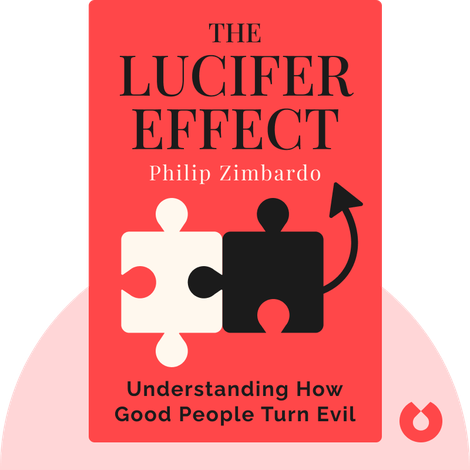 THE
LUCIFER
EFFECT
Philip Zimbardo
Understanding How
Good People Turn Evil